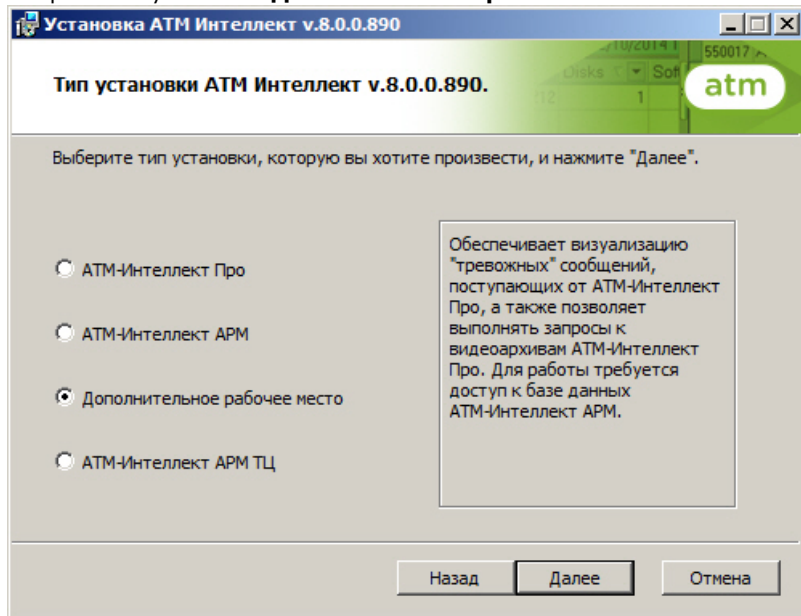 Установка АТМ Интеллект v.8.0.0.890
Тип установки АТМ Интеллект v.8.0.0.890.
Disks
1
550017
atm
Выберите тип установки, которую вы хотите произвести, и нажмите "Далее".
АТМ-Интеллект Про
АТМ-Интеллект АРМ
Дополнительное рабочее место
АТМ-Интеллект АРМ ТЦ
Обеспечивает визуализацию
"тревожных" сообщений,
поступающих от АТМ-Интеллект
Про, а также позволяет
выполнять запросы к
видеоархивам АТМ-Интеллект
Про. Для работы требуется
доступ к базе данных
АТМ-Интеллект АРМ.
Назад
Далее
Отмена